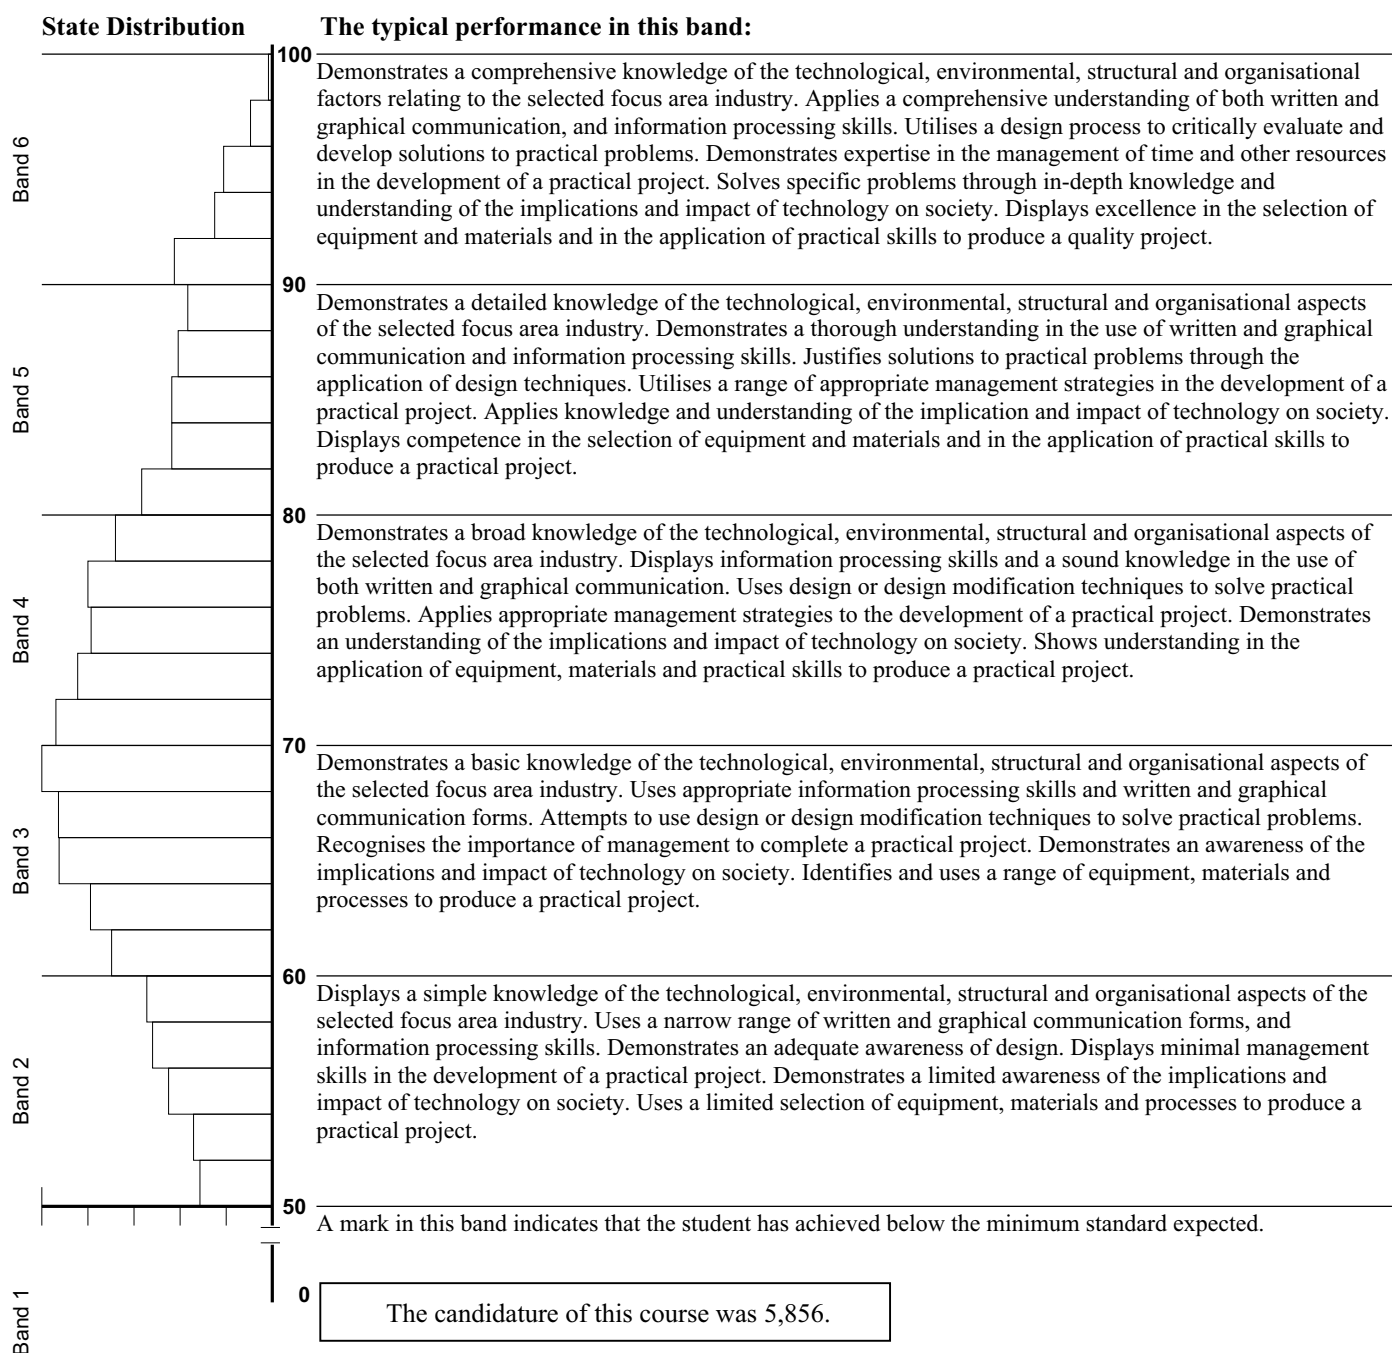 State Distribution
The typical performance in this band:
100
Band 6
Demonstrates a comprehensive knowledge of the technological, environmental, structural and organisational
factors relating to the selected focus area industry. Applies a comprehensive understanding of both written and
graphical communication, and information processing skills. Utilises a design process to critically evaluate and
develop solutions to practical problems. Demonstrates expertise in the management of time and other resources
in the development of a practical project. Solves specific problems through in-depth knowledge and
understanding of the implications and impact of technology on society. Displays excellence in the selection of
equipment and materials and in the application of practical skills to produce a quality project.
90
Band 5
Demonstrates a detailed knowledge of the technological, environmental, structural and organisational aspects
of the selected focus area industry. Demonstrates a thorough understanding in the use of written and graphical
communication and information processing skills. Justifies solutions to practical problems through the
application of design techniques. Utilises a range of appropriate management strategies in the development of a
practical project. Applies knowledge and understanding of the implication and impact of technology on society.
Displays competence in the selection of equipment and materials and in the application of practical skills to
produce a practical project.
80
Band 4
Demonstrates a broad knowledge of the technological, environmental, structural and organisational aspects of
the selected focus area industry. Displays information processing skills and a sound knowledge in the use of
both written and graphical communication. Uses design or design modification techniques to solve practical
problems. Applies appropriate management strategies to the development of a practical project. Demonstrates
an understanding of the implications and impact of technology on society. Shows understanding in the
application of equipment, materials and practical skills to produce a practical project.
70
Band 3
Demonstrates a basic knowledge of the technological, environmental, structural and organisational aspects of
the selected focus area industry. Uses appropriate information processing skills and written and graphical
communication forms. Attempts to use design or design modification techniques to solve practical problems.
Recognises the importance of management to complete a practical project. Demonstrates an awareness of the
implications and impact of technology on society. Identifies and uses a range of equipment, materials and
processes to produce a practical project.
60
Band 2
Displays a simple knowledge of the technological, environmental, structural and organisational aspects of the
selected focus area industry. Uses a narrow range of written and graphical communication forms, and
information processing skills. Demonstrates an adequate awareness of design. Displays minimal management
skills in the development of a practical project. Demonstrates a limited awareness of the implications and
impact of technology on society. Uses a limited selection of equipment, materials and processes to produce a
practical project.
50
A mark in this band indicates that the student has achieved below the minimum standard expected.
Band 1
0
The candidature of this course was 5,856.